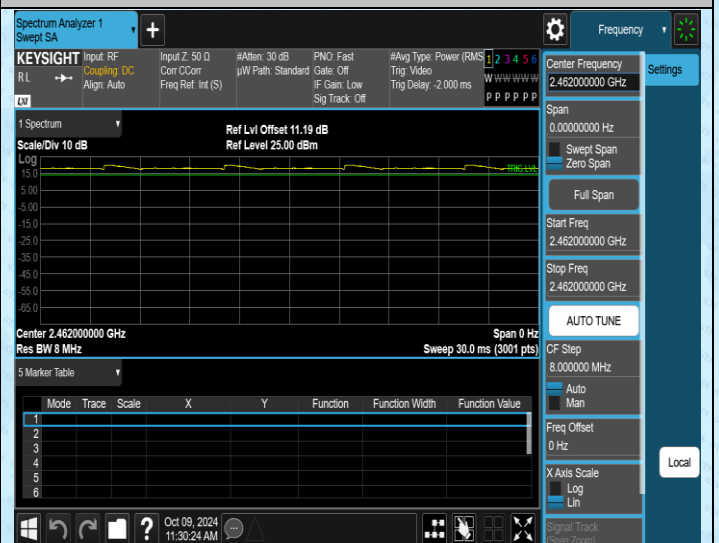 Spectrum Analyzer 1
Swept SA
+
Frequency
KEYSIGHT
RL
LXI
Input: RF
Coupling: DC
Align: Auto
Input Z: 50 Ω
Corr CCorr
Freq Ref: Int (S)
#Atten: 30 dB
µW Path: Standard
PNO: Fast
Gate: Off
IF Gain: Low
Sig Track: Off
#Avg Type: Power (RMS
Trig: Video
Trig Delay: -2.000 ms
1 2 3 4 5 6
W W W W W W
P P P P P P
1 Spectrum
Scale/Div 10 dB
Ref Lvl Offset 11.19 dB
Ref Level 25.00 dBm
Log
TRIG LVL
15.0
5.00
-5.00
-15.0
-25.0
-35.0
-45.0
-55.0
-65.0
Center 2.462000000 GHz
Res BW 8 MHz
Span 0 Hz
Sweep 30.0 ms (3001 pts)
5 Marker Table
Mode Trace Scale X Y Function Function Width Function Value
1
2
3
4
5
6
Oct 09, 2024
11:30:24 AM
Center Frequency
2.462000000 GHz
Settings
Span
0.00000000 Hz
Swept Span
Zero Span
Full Span
Start Freq
2.462000000 GHz
Stop Freq
2.462000000 GHz
AUTO TUNE
CF Step
8.000000 MHz
Auto
Man
Freq Offset
0 Hz
X Axis Scale
Log
Lin
Local
Signal Track
(Span Zoom)